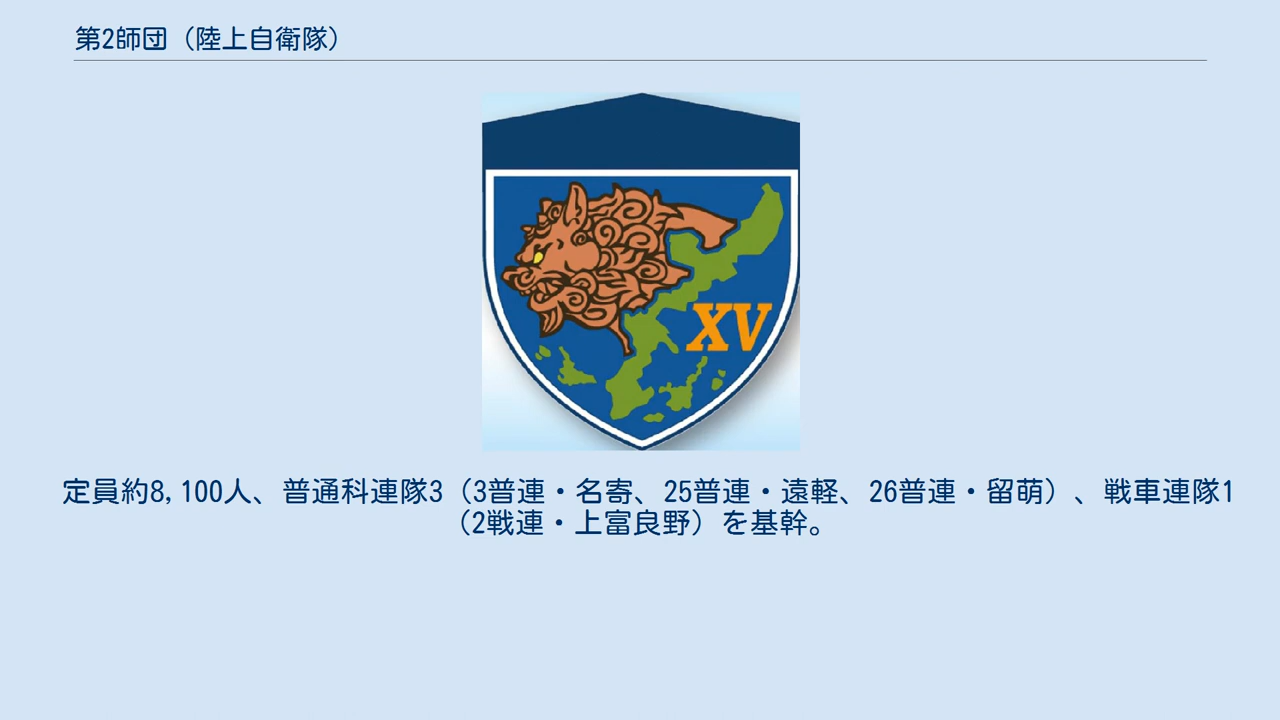 第2師団（陸上自衛隊）
XV
定員約8,100人、普通科連隊3（3普連・名寄、25普連・遠軽、26普連・留萌）、戦車連隊1
（2戦連・上富良野）を基幹。